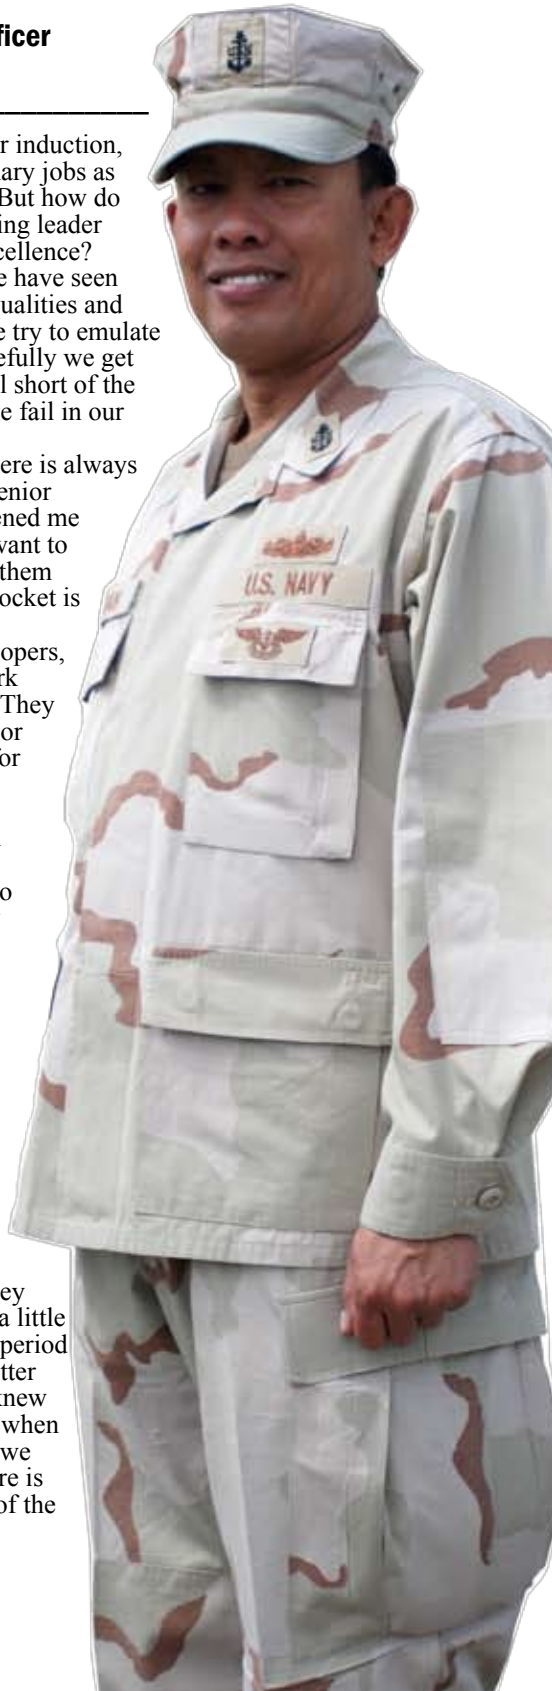 ficer
r induction,
ary jobs as
But how do
ing leader
cellence?
e have seen
ualities and
e try to emulate
efully we get
l short of the
e fail in our
ere is always
enior
ened me
vant to
them
ocket is
opers,
rk
They
or
for
o
U.S. NAVY
ey
a little
period
tter
knew
when
we
re is
of the